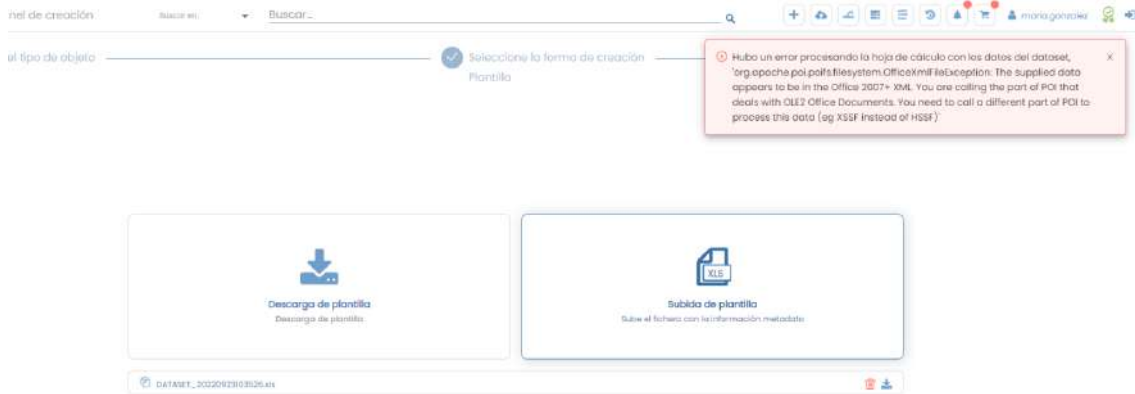 nel de creación
Buscar en:
Buscar...
maria.gonzalez
el tipo de objeto
Seleccione la forma de creación
Plantilla
Hubo un error procesando la hoja de cálculo con los datos del dataset,
'org.apache.poi.poifs.filesystem.OfficeXmlFileException: The supplied data
appears to be in the Office 2007+ XML. You are calling the part of POI that
deals with OLE2 Office Documents. You need to call a different part of POI to
process this data (eg XSSF instead of HSSF)'
Descarga de plantilla
Descarga de plantilla
XLS
Subida de plantilla
Sube el fichero con la información metadato